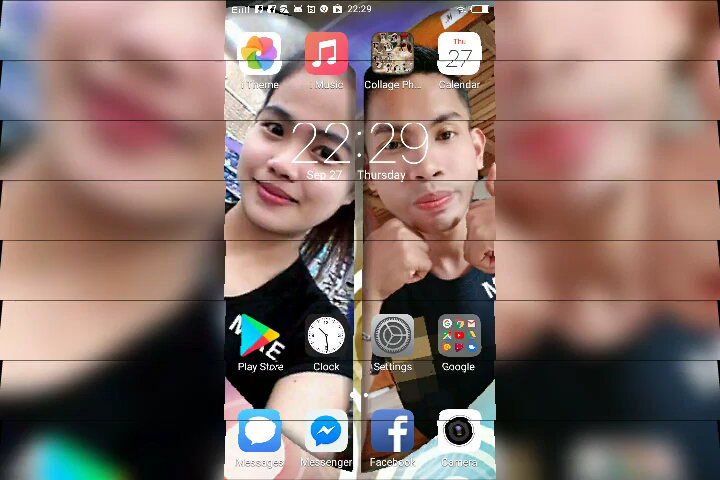 22:29
i Theme
i Music
Collage Ph...
Thu
27
Calendar
22:29
Sep 27 Thursday
Play Store
Clock
Settings
Google
Messages
Messenger
Facebook
Camera